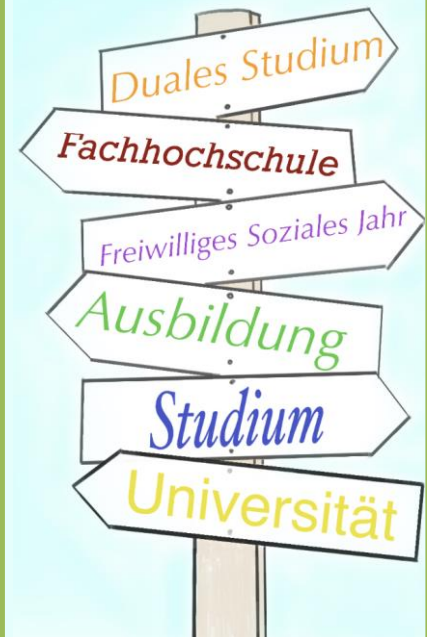 Duales Studium
Fachhochschule
Freiwilliges Soziales Jahr
Ausbildung
Studium
Universität